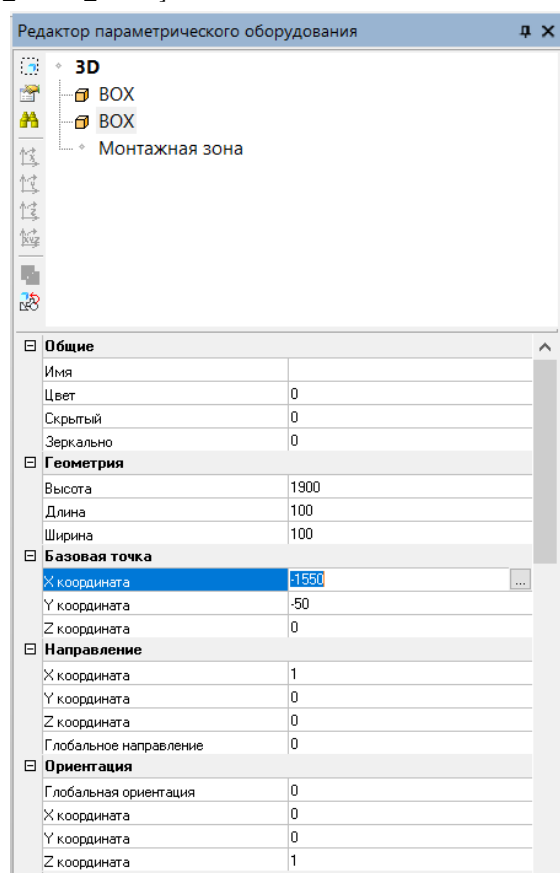 Редактор параметрического оборудования
3D
BOX
BOX
Монтажная зона
Общие
Имя
Цвет 0
Скрытый 0
Зеркально 0
Геометрия
Высота 1900
Длина 100
Ширина 100
Базовая точка
X координата -1550 ...
Y координата -50
Z координата 0
Направление
X координата 1
Y координата 0
Z координата 0
Глобальное направление 0
Ориентация
Глобальная ориентация 0
X координата 0
Y координата 0
Z координата 1